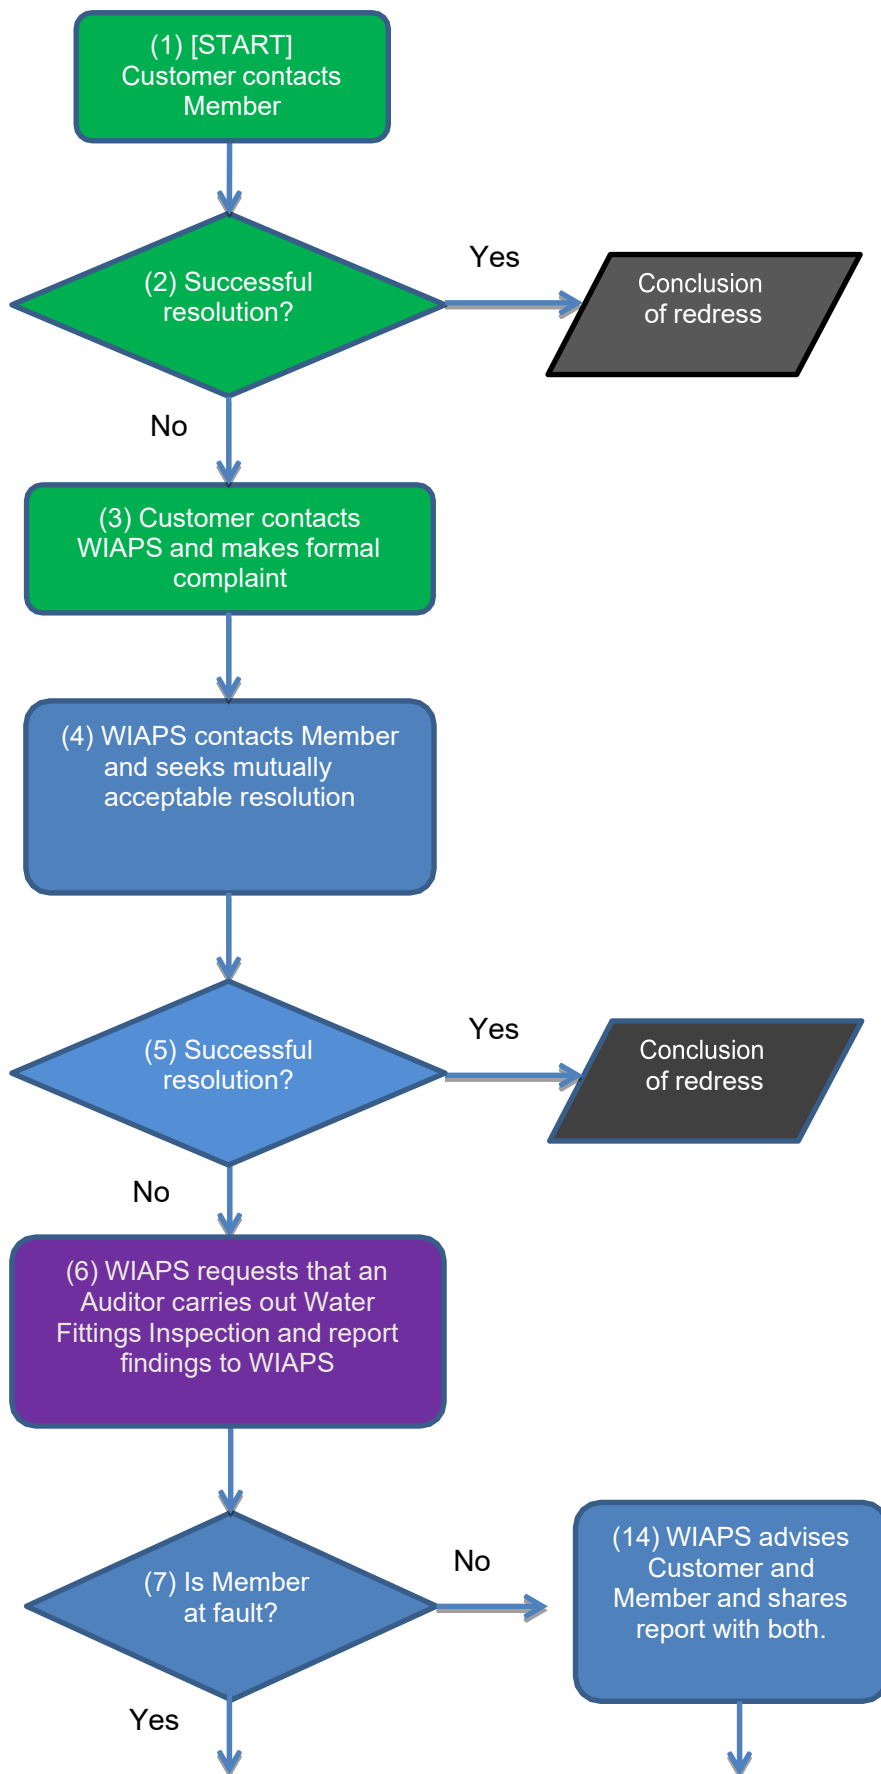 (1) [START]
Customer contacts
Member
(2) Successful
resolution?
Yes
Conclusion
of redress
No
(3) Customer contacts
WIAPS and makes formal
complaint
(4) WIAPS contacts Member
and seeks mutually
acceptable resolution
(5) Successful
resolution?
Yes
Conclusion
of redress
No
(6) WIAPS requests that an
Auditor carries out Water
Fittings Inspection and report
findings to WIAPS
(7) Is Member
at fault?
No
(14) WIAPS advises
Customer and
Member and shares
report with both.
Yes